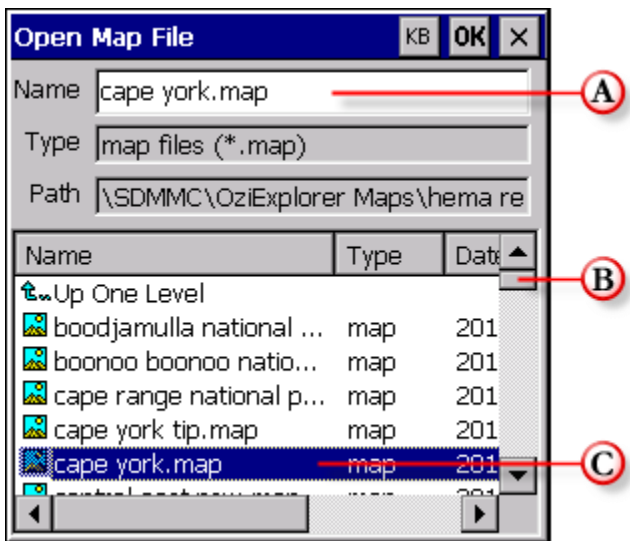 Open Map File KB OK ×
Name cape york.map A
Type map files (*.map)
Path \SDMMC\OziExplorer Maps\hema re
Name Type Date
Up One Level B
boodjamulla national ... map 201
boonoo boonoo natio... map 201
cape range national p... map 201
cape york tip.map map 201
cape york.map map 201 C